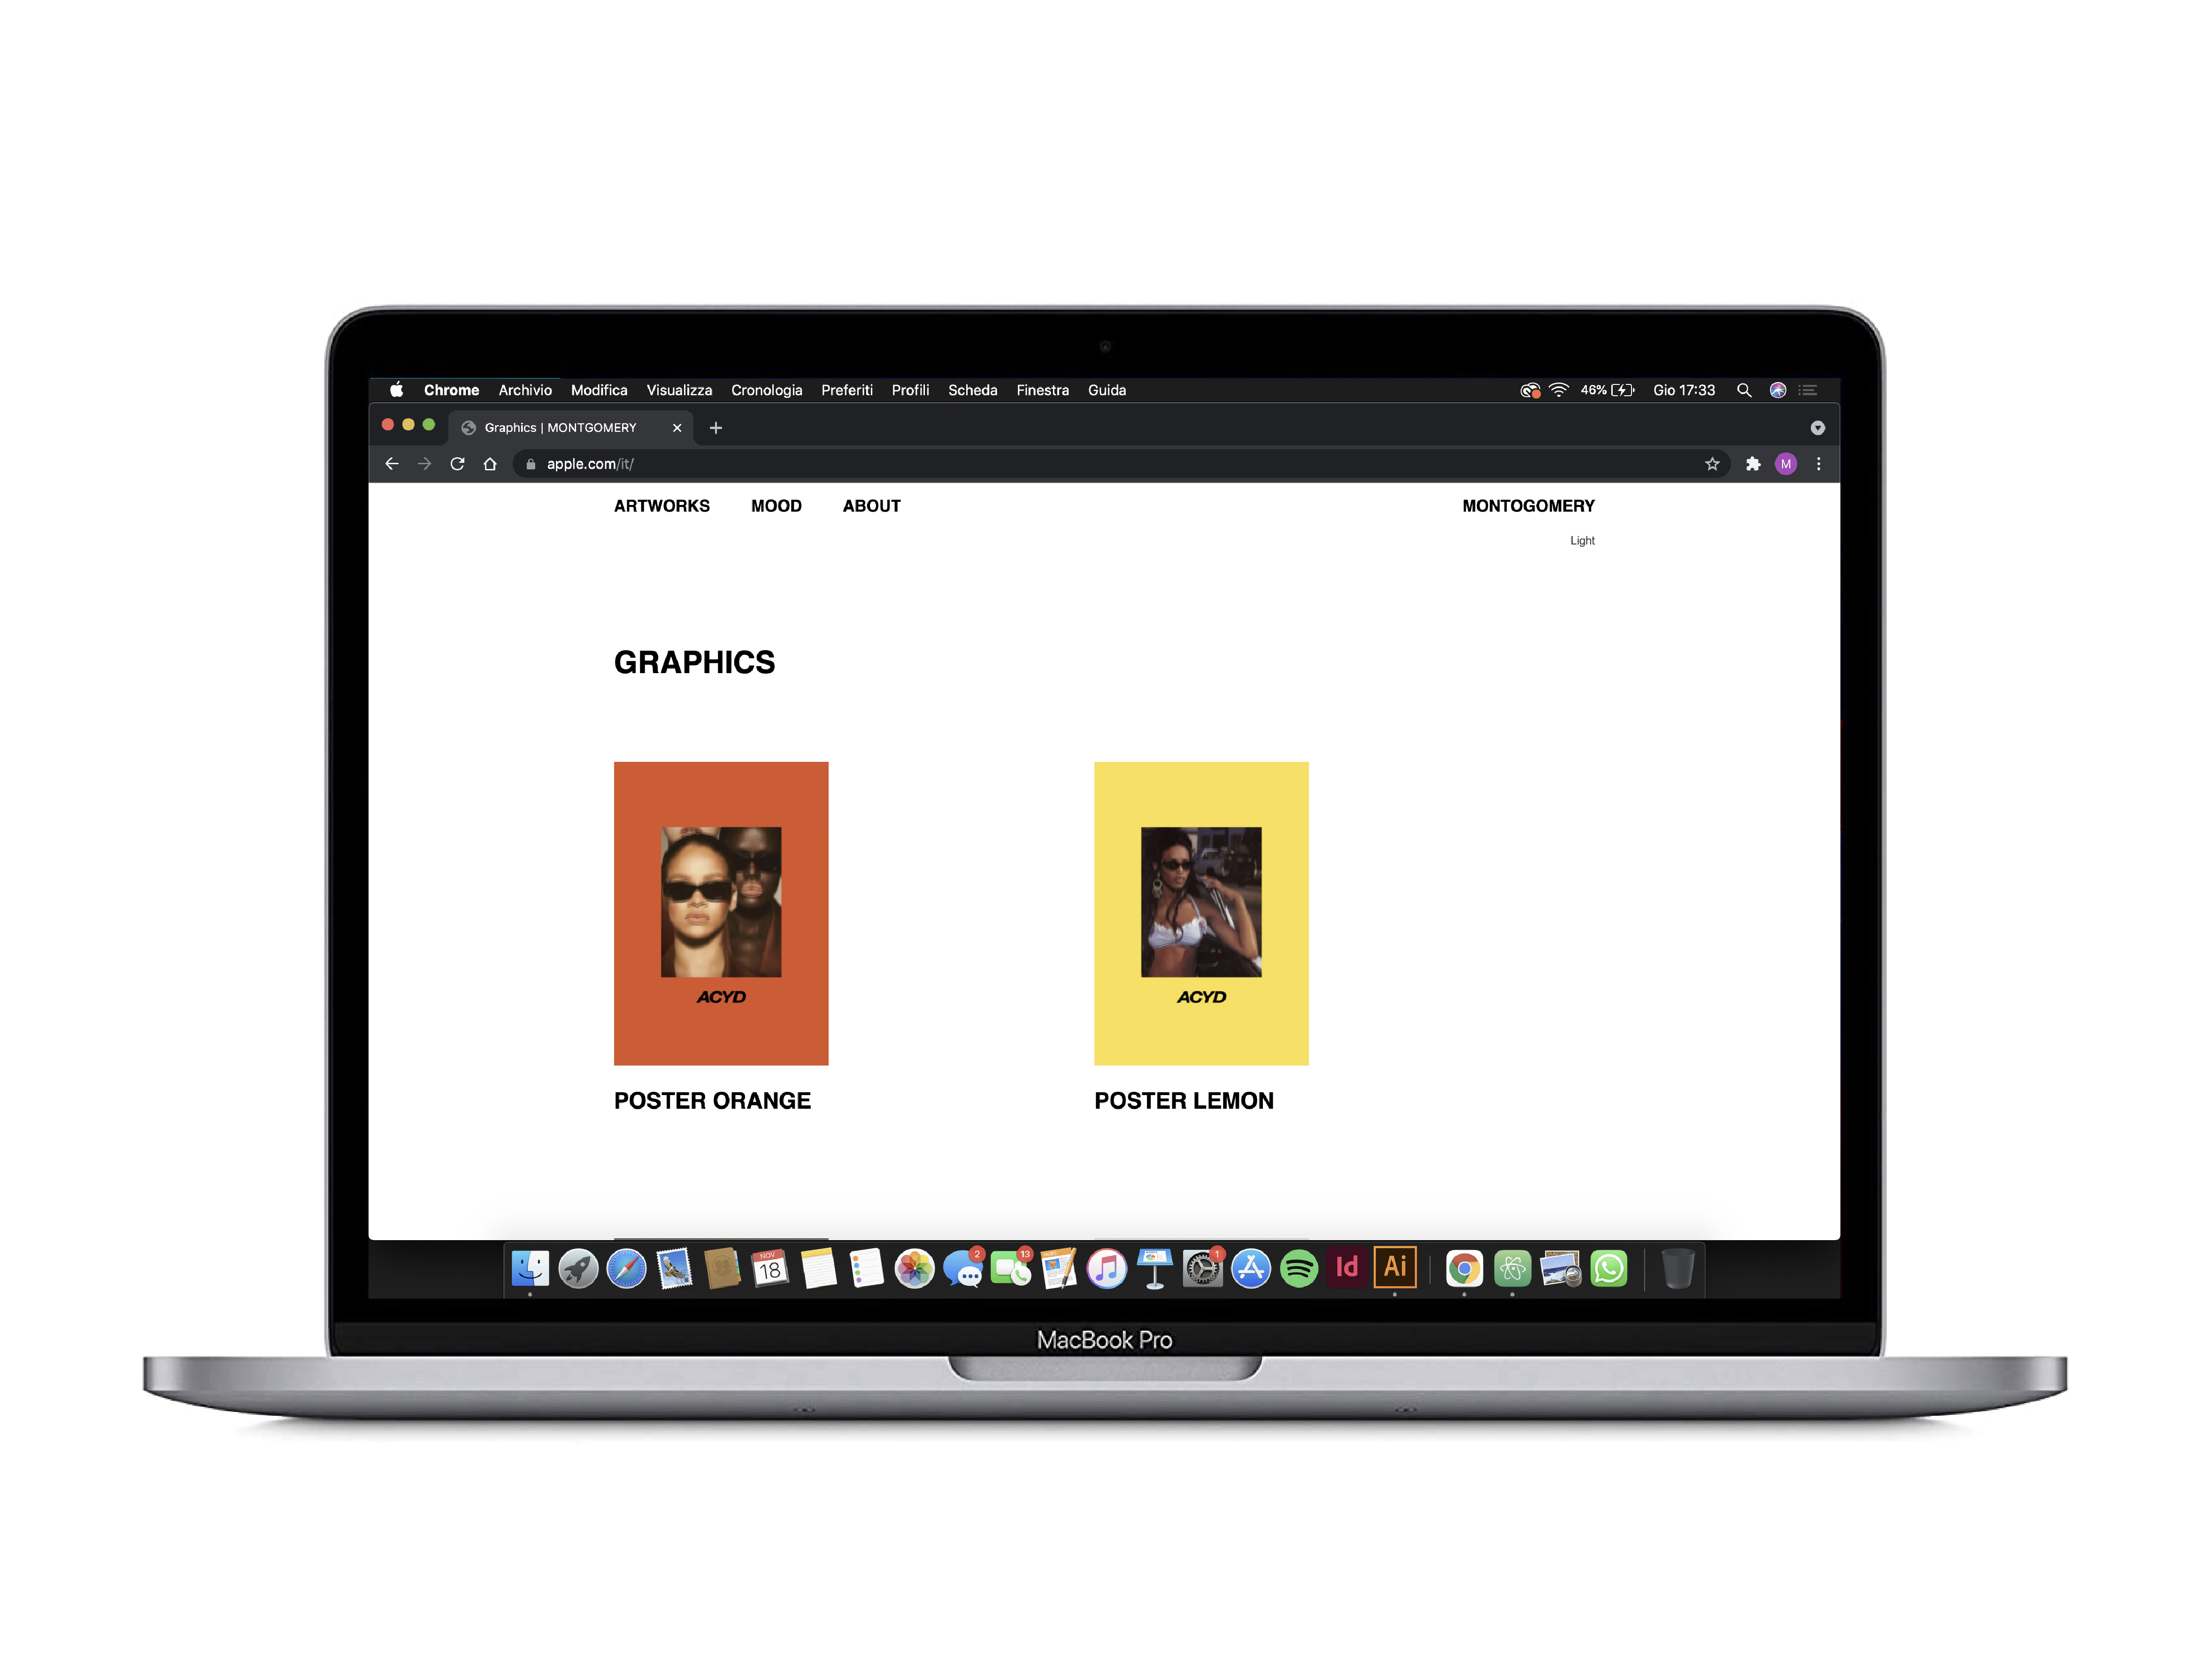 Chrome Archivio Modifica Visualizza Cronologia Preferiti Profili Scheda Finestra Guida 46% Gio 17:33
Graphics | MONTGOMERY
apple.com/it/ M
ARTWORKS MOOD ABOUT MONTOGOMERY
Light
GRAPHICS
ACYD ACYD
POSTER ORANGE POSTER LEMON
NOV 18 2 13 1 Id Ai
MacBook Pro